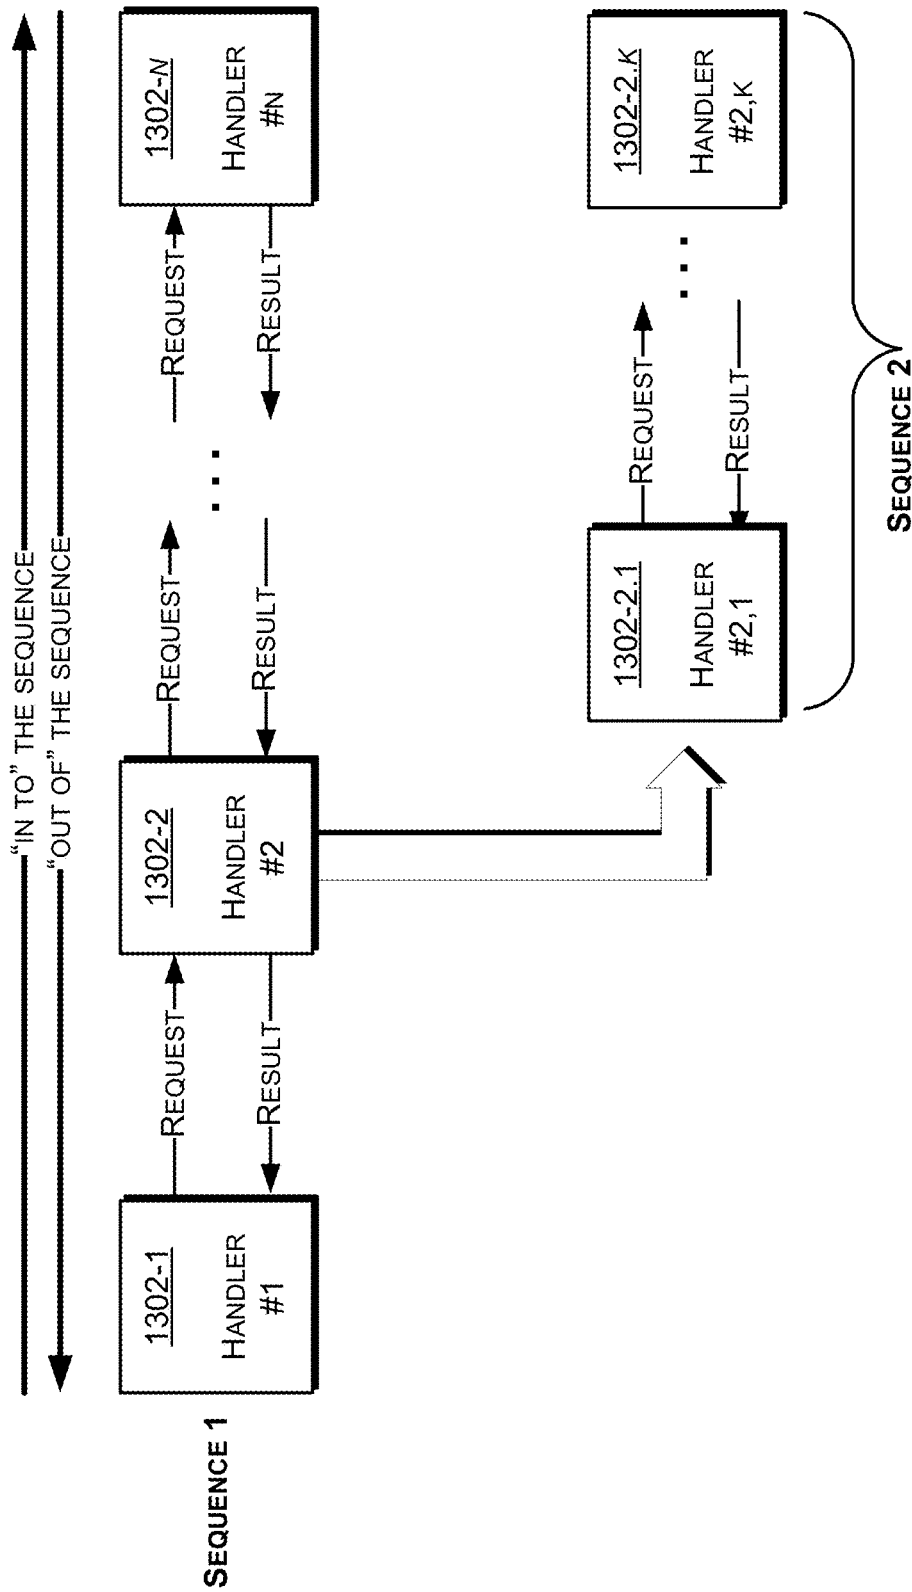 “IN TO” THE SEQUENCE
“OUT OF” THE SEQUENCE
SEQUENCE 1
1302-1
HANDLER
#1
REQUEST
RESULT
1302-2
HANDLER
#2
REQUEST
RESULT
...
REQUEST
RESULT
1302-N
HANDLER
#N
1302-2.1
HANDLER
#2,1
REQUEST
RESULT
...
1302-2.K
HANDLER
#2,K
SEQUENCE 2